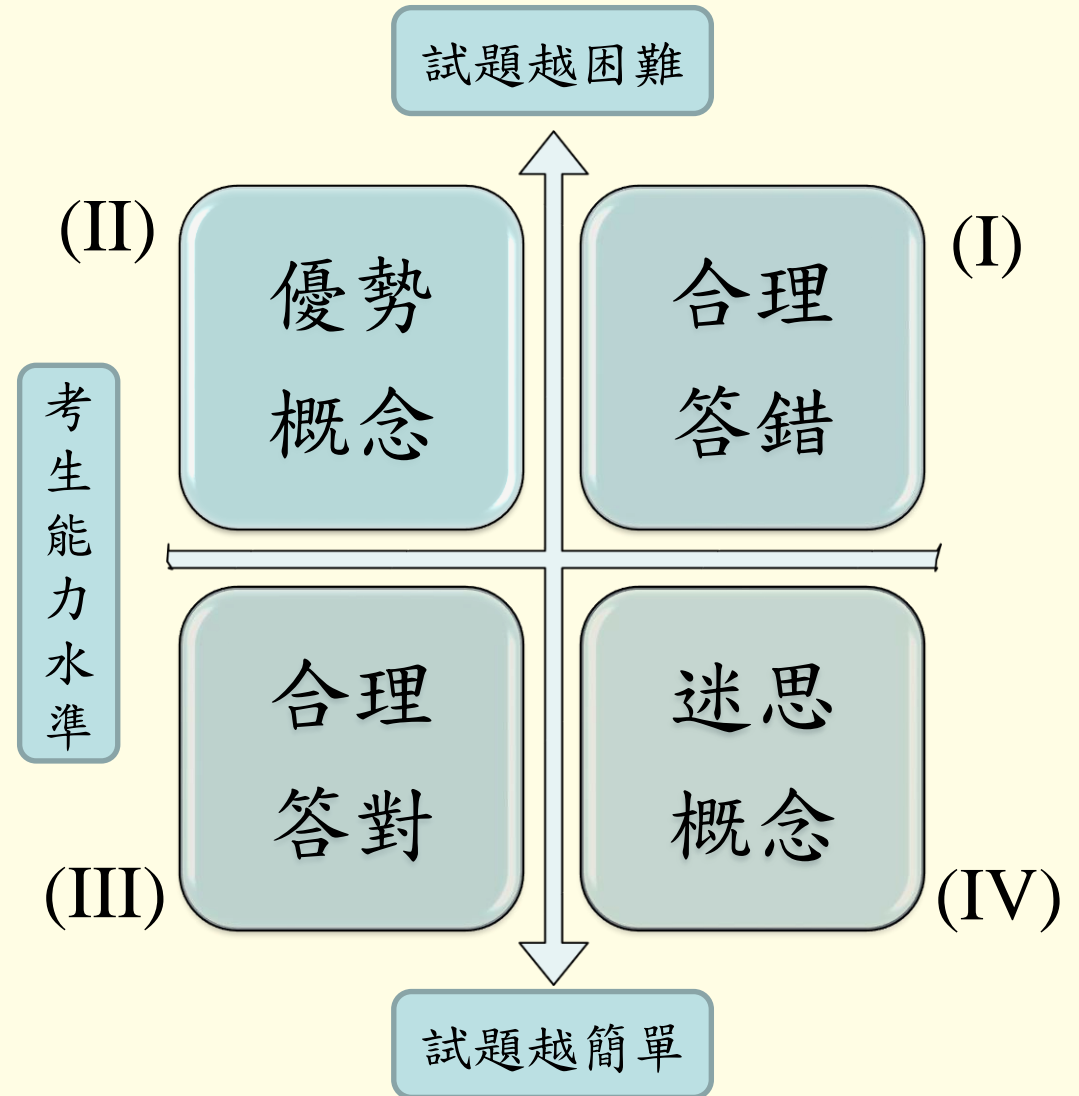 試題越困難
(II)
優勢
概念
合理
答錯
(I)
考生能力水準
合理
答對
(III)
迷思
概念
(IV)
試題越簡單